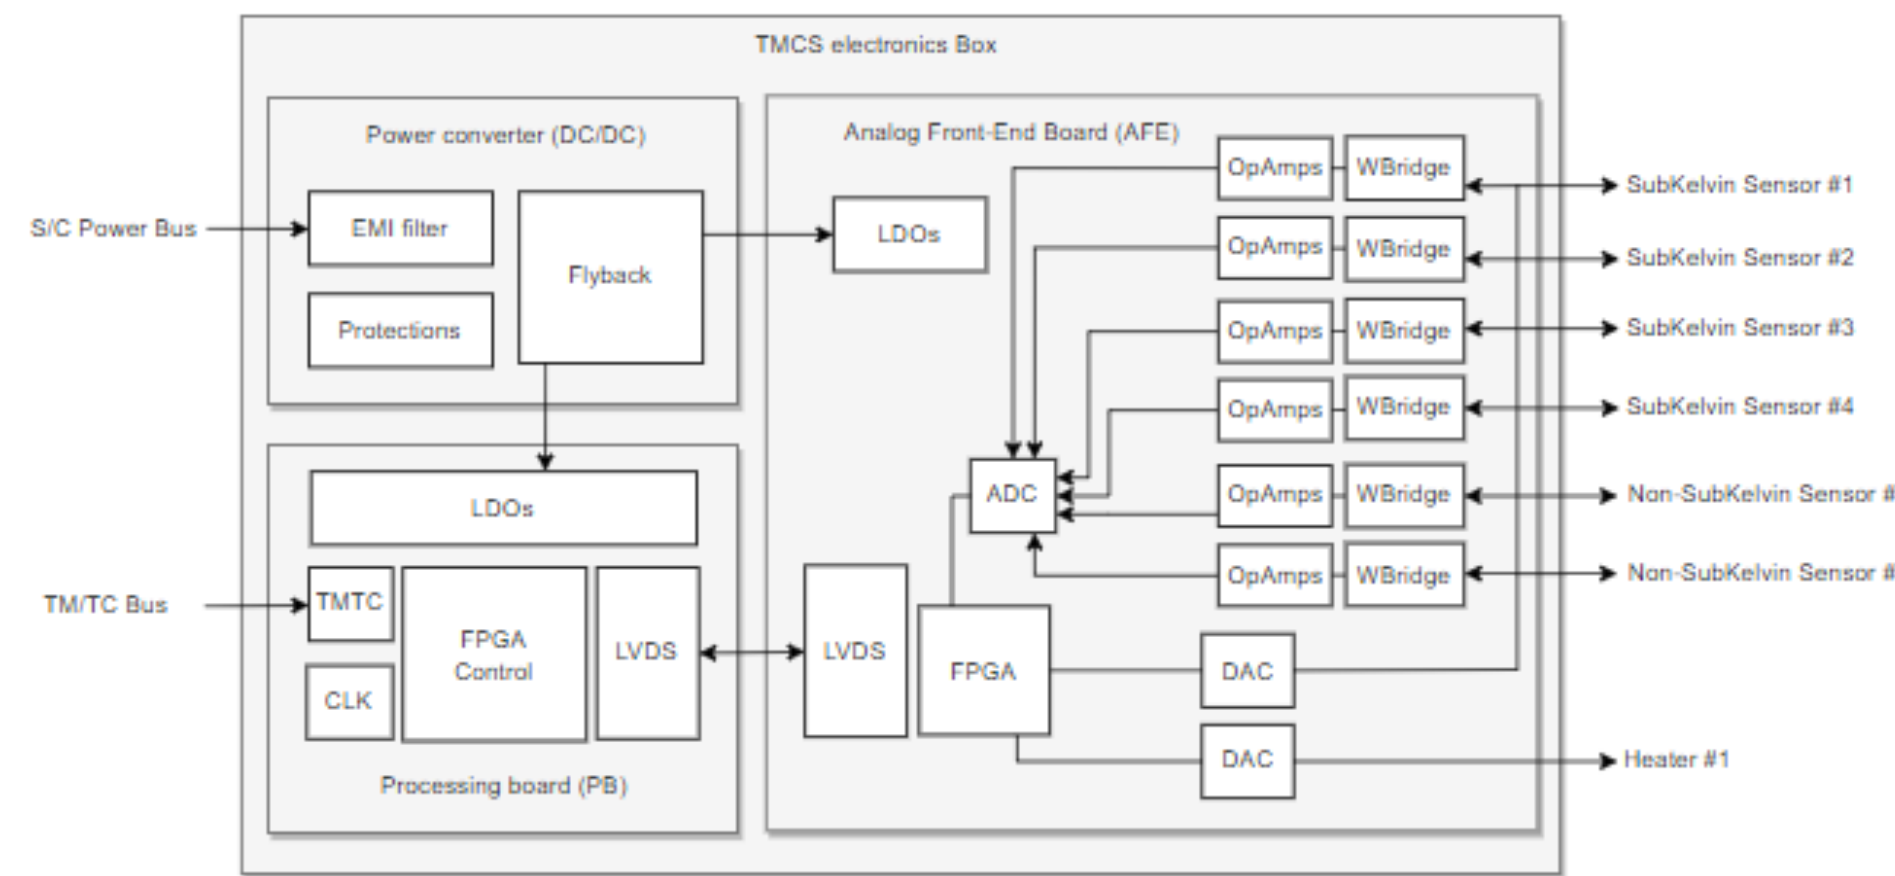 TMCS electronics Box
Power converter (DC/DC)
EMI filter
Flyback
Protections
S/C Power Bus
Processing board (PB)
LDOs
TMTC
FPGA
Control
LVDS
CLK
TM/TC Bus
Analog Front-End Board (AFE)
LDOs
OpAmps
WBridge
SubKelvin Sensor #1
OpAmps
WBridge
SubKelvin Sensor #2
OpAmps
WBridge
SubKelvin Sensor #3
OpAmps
WBridge
SubKelvin Sensor #4
ADC
OpAmps
WBridge
Non-SubKelvin Sensor #
OpAmps
WBridge
Non-SubKelvin Sensor #
LVDS
FPGA
DAC
DAC
Heater #1